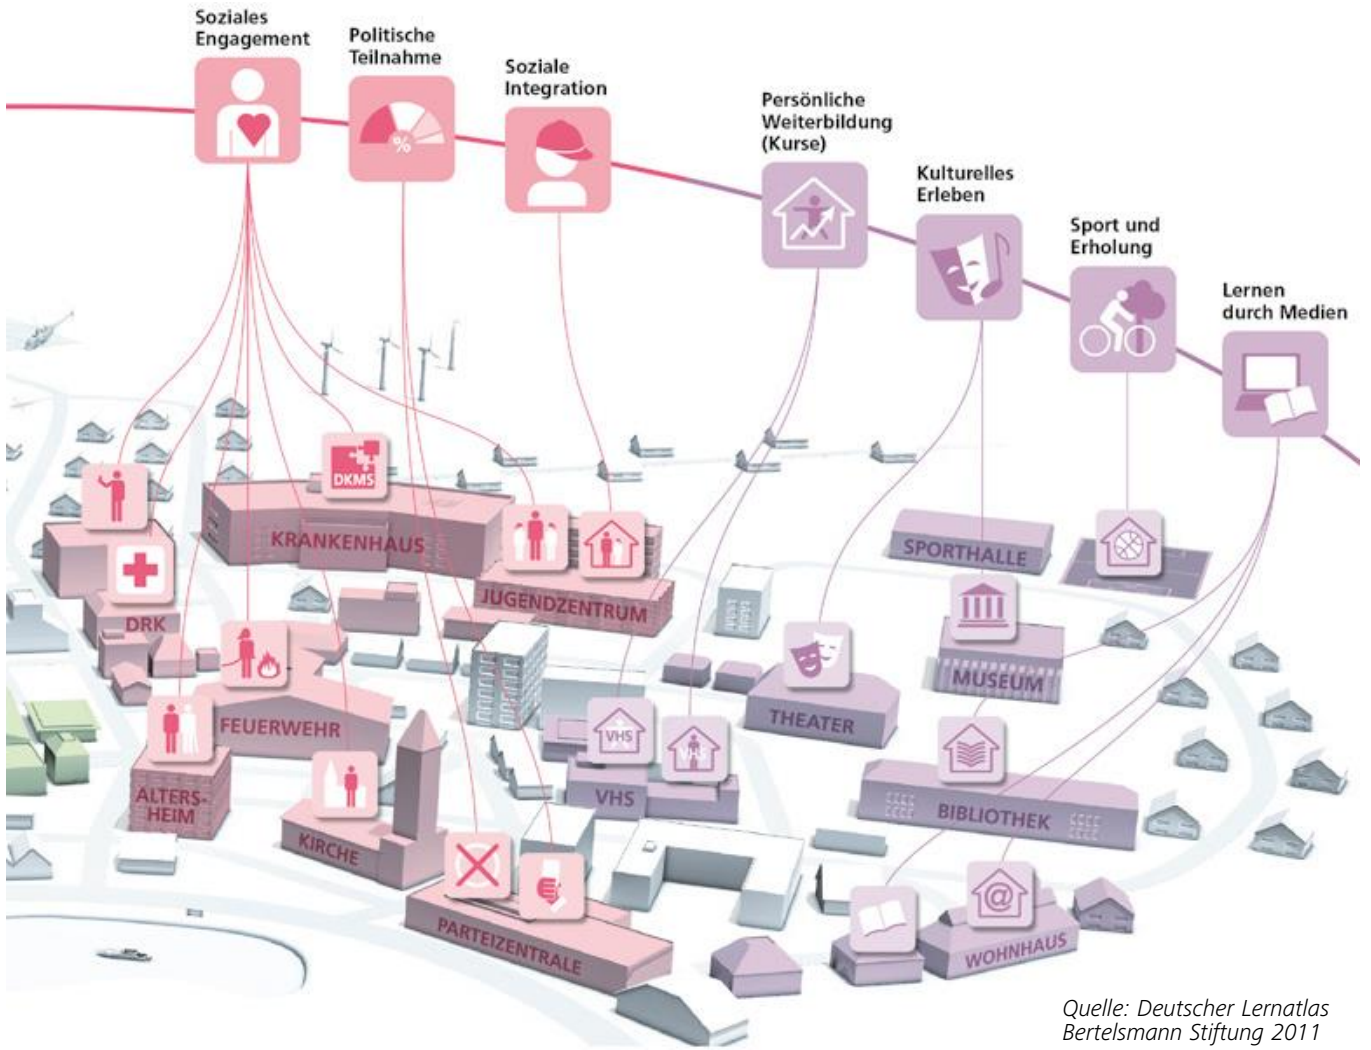 Soziales
Engagement
Politische
Teilnahme
%
Soziale
Integration
Persönliche
Weiterbildung
(Kurse)
Kulturelles
Erleben
Sport und
Erholung
Lernen
durch Medien
DKMS
KRANKENHAUS
JUGENDZENTRUM
SPORTHALLE
DRK
MUSEUM
FEUERWEHR
THEATER
VHS
VHS
VHS
ALTERS-
HEIM
KIRCHE
BIBLIOTHEK
PARTEIZENTRALE
@
WOHNHAUS
Quelle: Deutscher Lernatlas
Bertelsmann Stiftung 2011